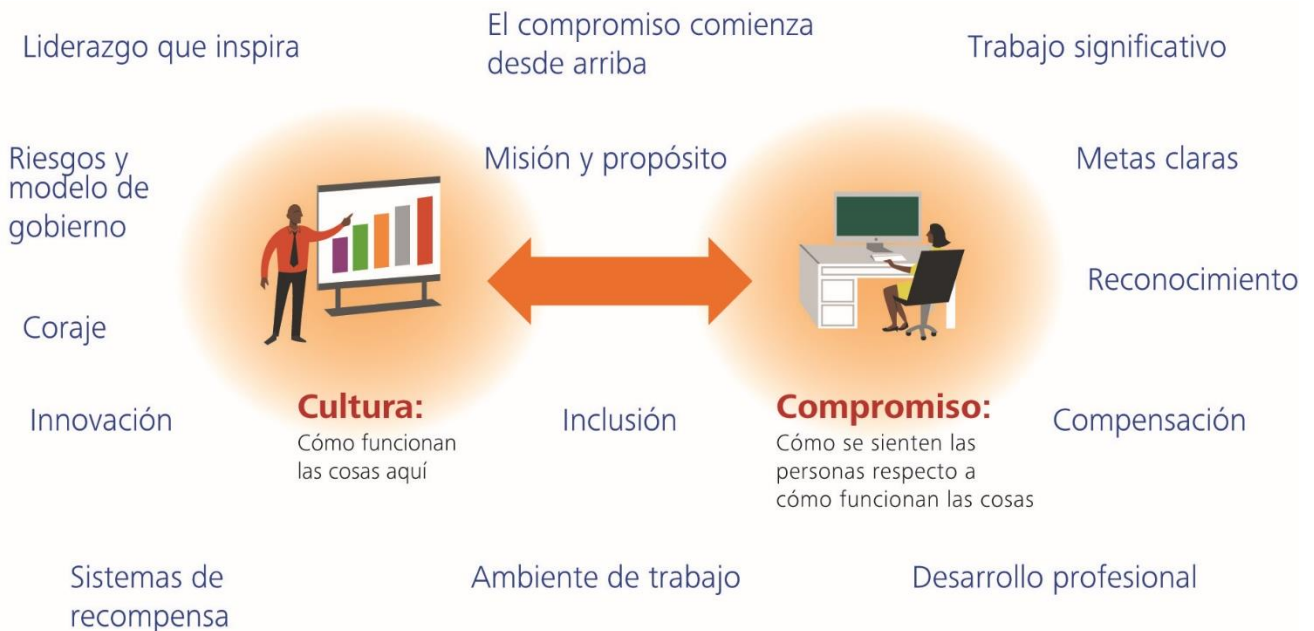 Liderazgo que inspira
El compromiso comienza
desde arriba
Trabajo significativo
Riesgos y
modelo de
gobierno
Misión y propósito
Metas claras
Reconocimiento
Coraje
Innovación
Cultura:
Cómo funcionan
las cosas aquí
Inclusión
Compromiso:
Cómo se sienten las
personas respecto a
cómo funcionan las cosas
Compensación
Sistemas de
recompensa
Ambiente de trabajo
Desarrollo profesional